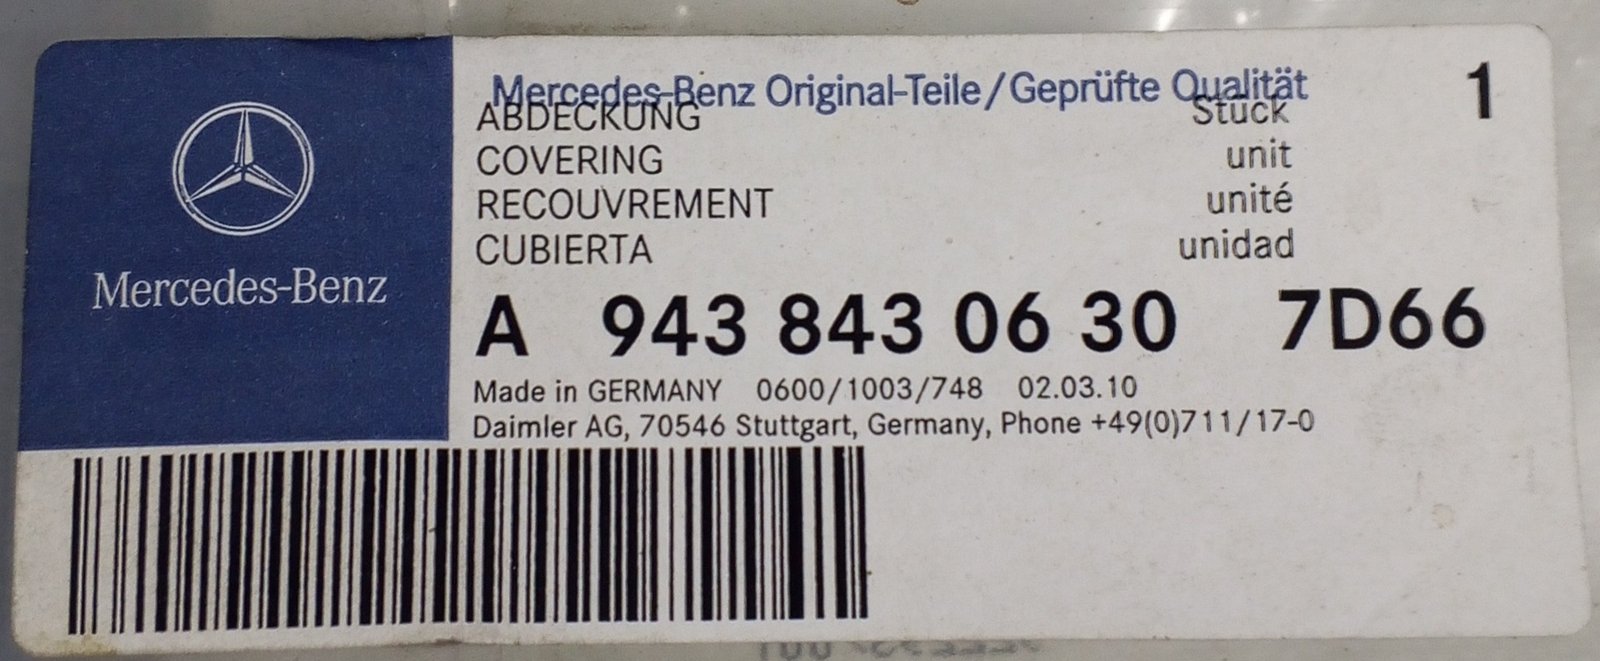 Mercedes-Benz
Mercedes-Benz Original-Teile/Geprüfte Qualität
ABDECKUNG Stück 1
COVERING unit
RECOUVREMENT unité
CUBIERTA unidad
A 943 843 06 30 7D66
Made in GERMANY 0600/1003/748 02.03.10
Daimler AG, 70546 Stuttgart, Germany, Phone +49(0)711/17-0